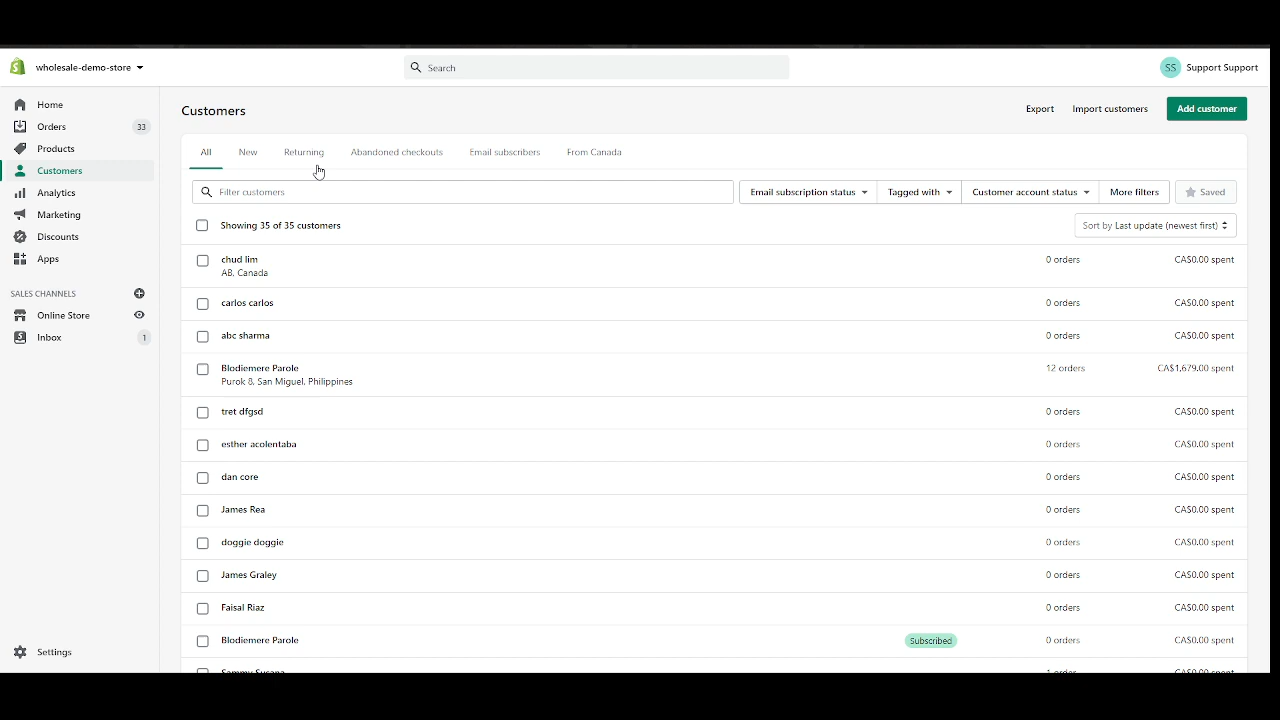 wholesale-demo-store
Search
SS Support Support
Home
Orders 33
Products
Customers
Analytics
Marketing
Discounts
Apps
SALES CHANNELS
Online Store
Inbox 1
Settings
Customers
Export Import customers Add customer
All New Returning Abandoned checkouts Email subscribers From Canada
Filter customers Email subscription status Tagged with Customer account status More filters Saved
Showing 35 of 35 customers Sort by Last update (newest first)
chud lim 0 orders CA$0.00 spent
AB, Canada
carlos carlos 0 orders CA$0.00 spent
abc sharma 0 orders CA$0.00 spent
Blodiemere Parole 12 orders CA$1,679.00 spent
Purok 8, San Miguel, Philippines
tret dfgsd 0 orders CA$0.00 spent
esther acolentaba 0 orders CA$0.00 spent
dan core 0 orders CA$0.00 spent
James Rea 0 orders CA$0.00 spent
doggie doggie 0 orders CA$0.00 spent
James Graley 0 orders CA$0.00 spent
Faisal Riaz 0 orders CA$0.00 spent
Blodiemere Parole Subscribed 0 orders CA$0.00 spent